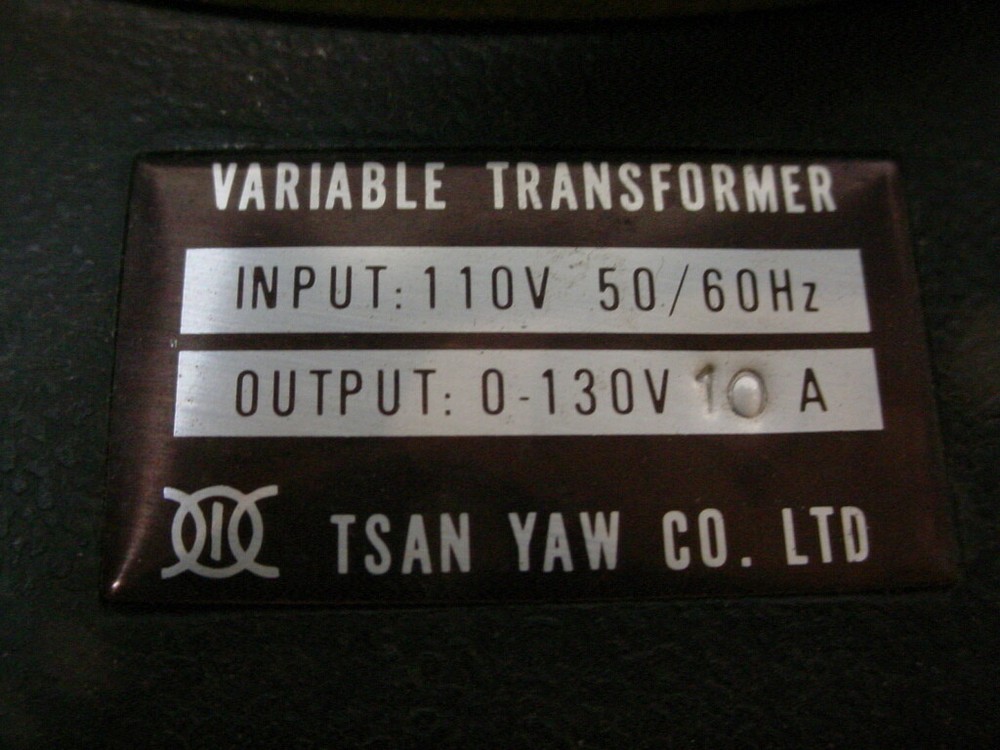 VARIABLE TRANSFORMER
INPUT: 110V 50/60Hz
OUTPUT: 0-130V 10 A
TSAN YAW CO. LTD